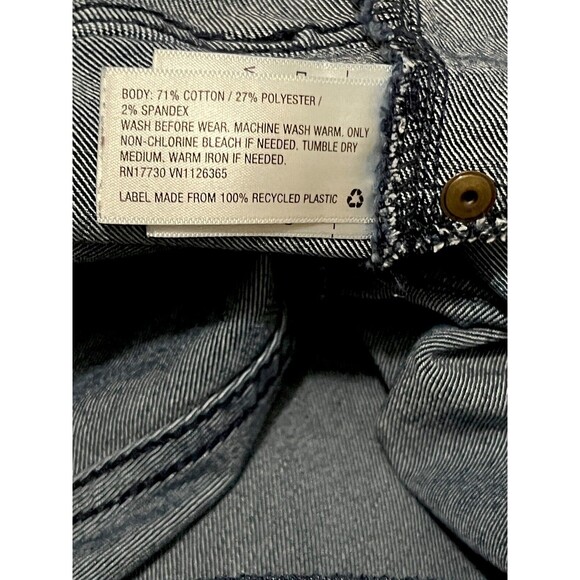 BODY: 71% COTTON / 27% POLYESTER /
2% SPANDEX
WASH BEFORE WEAR. MACHINE WASH WARM. ONLY
NON-CHLORINE BLEACH IF NEEDED. TUMBLE DRY
MEDIUM. WARM IRON IF NEEDED.
RN17730 VN1126365
LABEL MADE FROM 100% RECYCLED PLASTIC